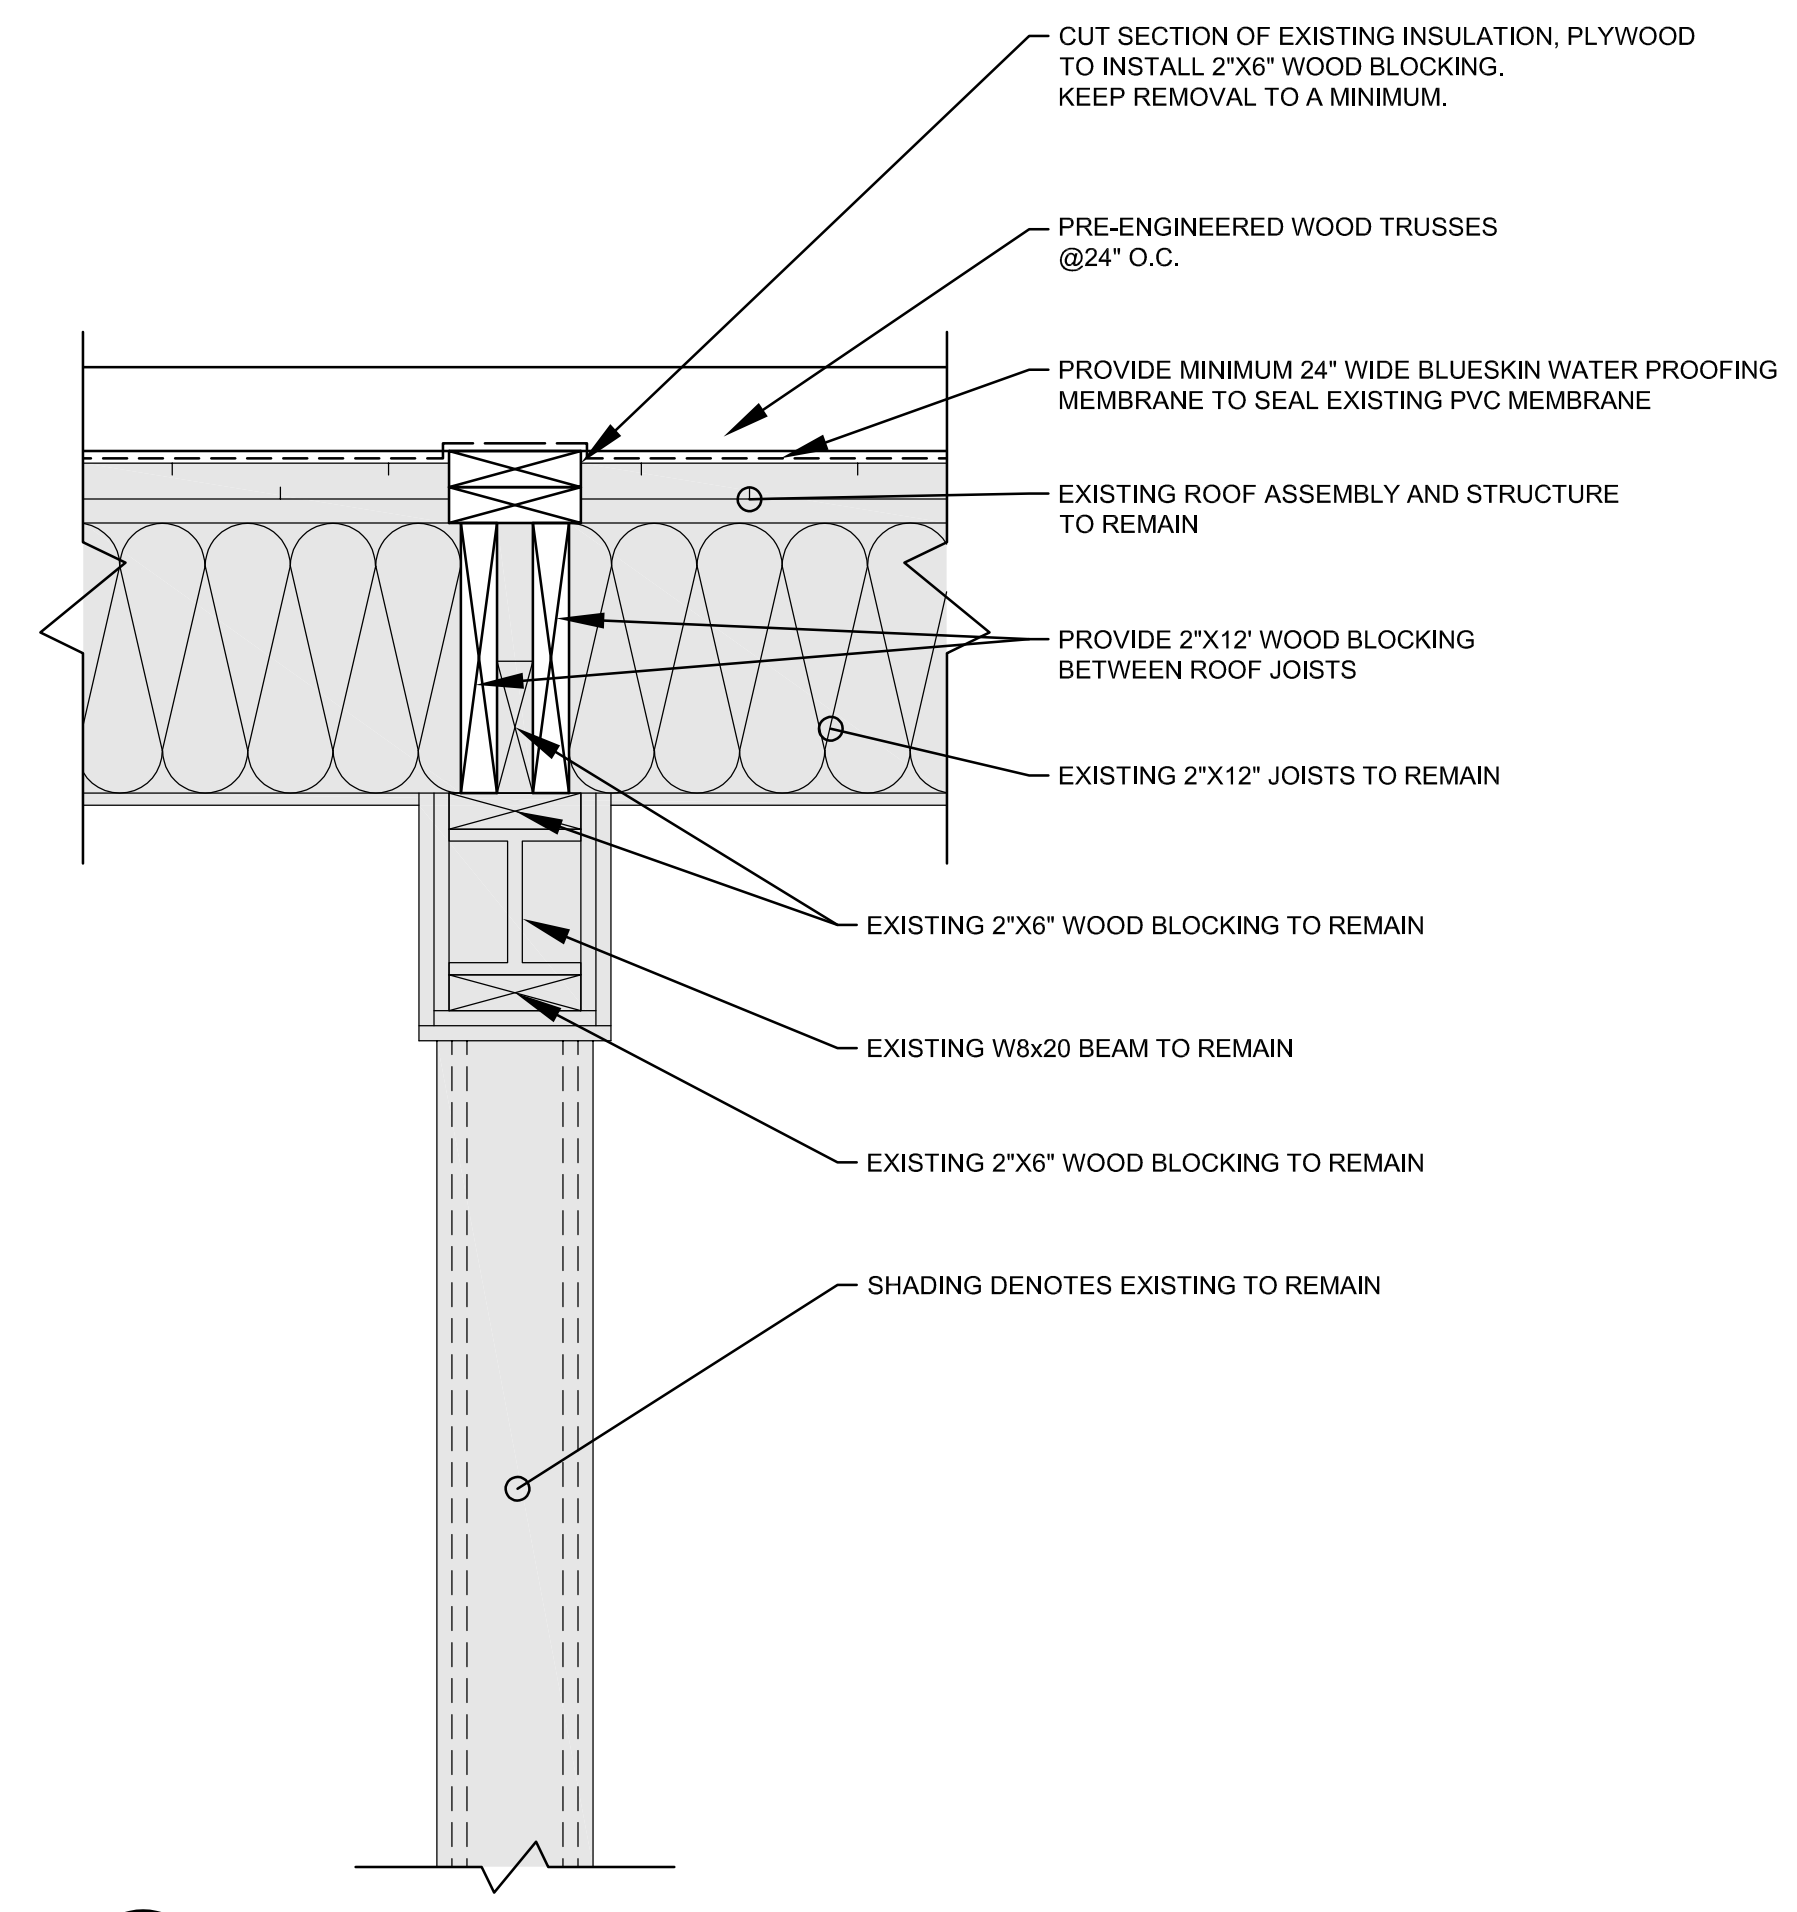 CUT SECTION OF EXISTING INSULATION, PLYWOOD
TO INSTALL 2"X6" WOOD BLOCKING.
KEEP REMOVAL TO A MINIMUM.
PRE-ENGINEERED WOOD TRUSSES
@24" O.C.
PROVIDE MINIMUM 24" WIDE BLUESKIN WATER PROOFING
MEMBRANE TO SEAL EXISTING PVC MEMBRANE
EXISTING ROOF ASSEMBLY AND STRUCTURE
TO REMAIN
PROVIDE 2"X12' WOOD BLOCKING
BETWEEN ROOF JOISTS
EXISTING 2"X12" JOISTS TO REMAIN
EXISTING 2"X6" WOOD BLOCKING TO REMAIN
EXISTING W8x20 BEAM TO REMAIN
EXISTING 2"X6" WOOD BLOCKING TO REMAIN
SHADING DENOTES EXISTING TO REMAIN